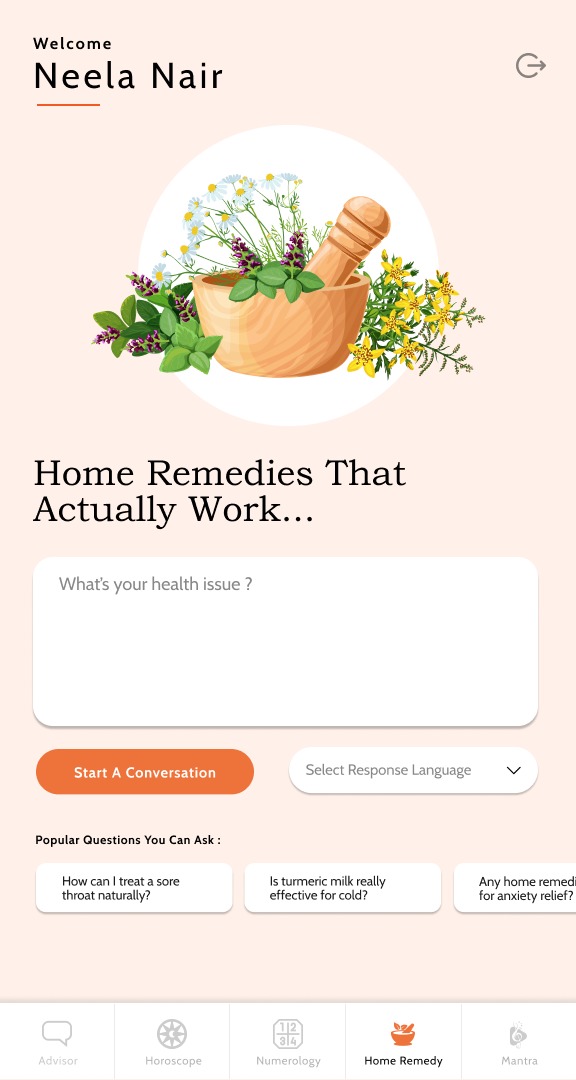 Welcome
Neela Nair
Home Remedies That
Actually Work...
What's your health issue ?
Start A Conversation
Select Response Language
Popular Questions You Can Ask :
How can I treat a sore
throat naturally?
Is turmeric milk really
effective for cold?
Any home remedi
for anxiety relief?
1 2
3 4
Advisor
Horoscope
Numerology
Home Remedy
Mantra